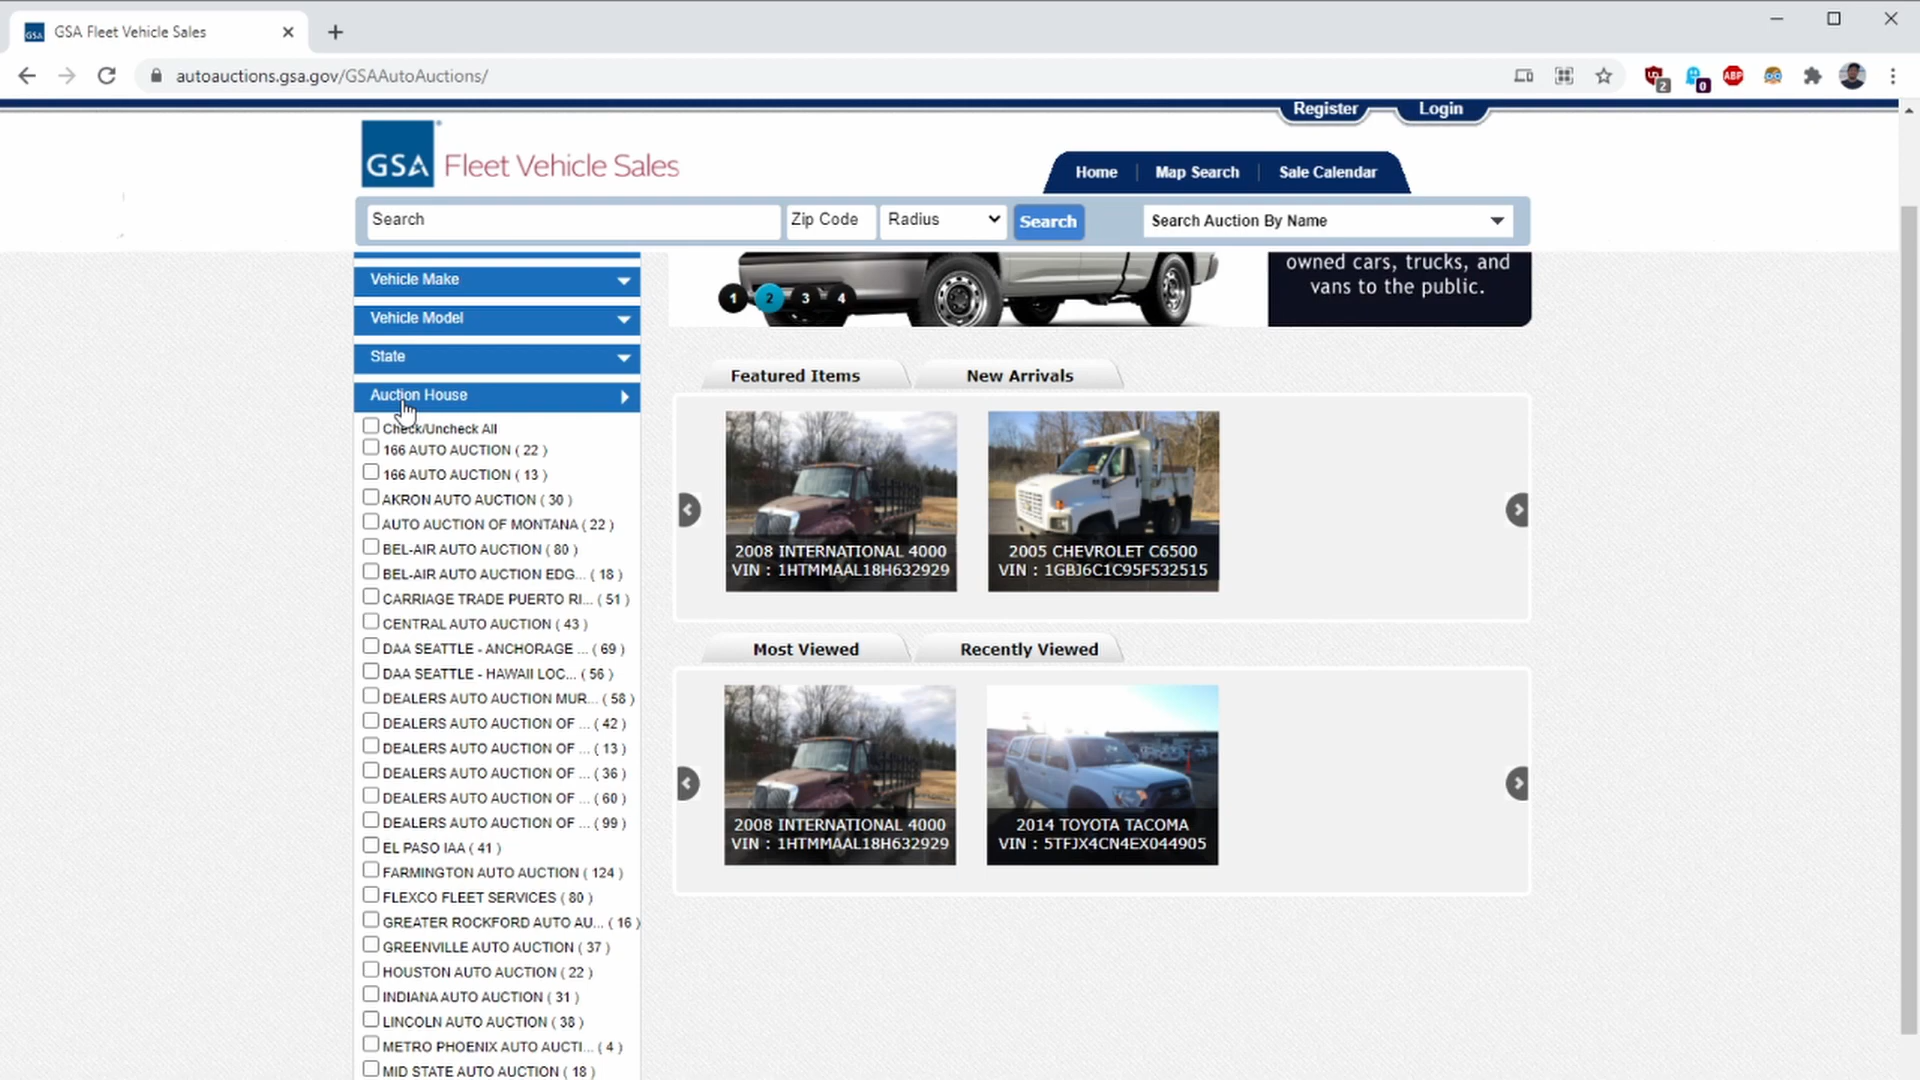 GSA Fleet Vehicle Sales
autoauctions.gsa.gov/GSAAutoAuctions/
2
0
ABP
Register
Login
GSA
Fleet Vehicle Sales
Home
Map Search
Sale Calendar
Search
Zip Code
Radius
Search
Search Auction By Name
Vehicle Make
Vehicle Model
State
Auction House
Check/Uncheck All
166 AUTO AUCTION ( 22 )
166 AUTO AUCTION ( 13 )
AKRON AUTO AUCTION ( 30 )
AUTO AUCTION OF MONTANA ( 22 )
BEL-AIR AUTO AUCTION ( 80 )
BEL-AIR AUTO AUCTION EDG... ( 18 )
CARRIAGE TRADE PUERTO RI... ( 51 )
CENTRAL AUTO AUCTION ( 43 )
DAA SEATTLE - ANCHORAGE ... ( 69 )
DAA SEATTLE - HAWAII LOC... ( 56 )
DEALERS AUTO AUCTION MUR... ( 58 )
DEALERS AUTO AUCTION OF ... ( 42 )
DEALERS AUTO AUCTION OF ... ( 13 )
DEALERS AUTO AUCTION OF ... ( 36 )
DEALERS AUTO AUCTION OF ... ( 60 )
DEALERS AUTO AUCTION OF ... ( 99 )
EL PASO IAA ( 41 )
FARMINGTON AUTO AUCTION ( 124 )
FLEXCO FLEET SERVICES ( 80 )
GREATER ROCKFORD AUTO AU... ( 16 )
GREENVILLE AUTO AUCTION ( 37 )
HOUSTON AUTO AUCTION ( 22 )
INDIANA AUTO AUCTION ( 31 )
LINCOLN AUTO AUCTION ( 38 )
METRO PHOENIX AUTO AUCTI... ( 4 )
MID STATE AUTO AUCTION ( 18 )
1 2 3 4
owned cars, trucks, and
vans to the public.
Featured Items
New Arrivals
2008 INTERNATIONAL 4000
VIN : 1HTMMAAL18H632929
2005 CHEVROLET C6500
VIN : 1GBJ6C1C95F532515
Most Viewed
Recently Viewed
2008 INTERNATIONAL 4000
VIN : 1HTMMAAL18H632929
2014 TOYOTA TACOMA
VIN : 5TFJX4CN4EX044905